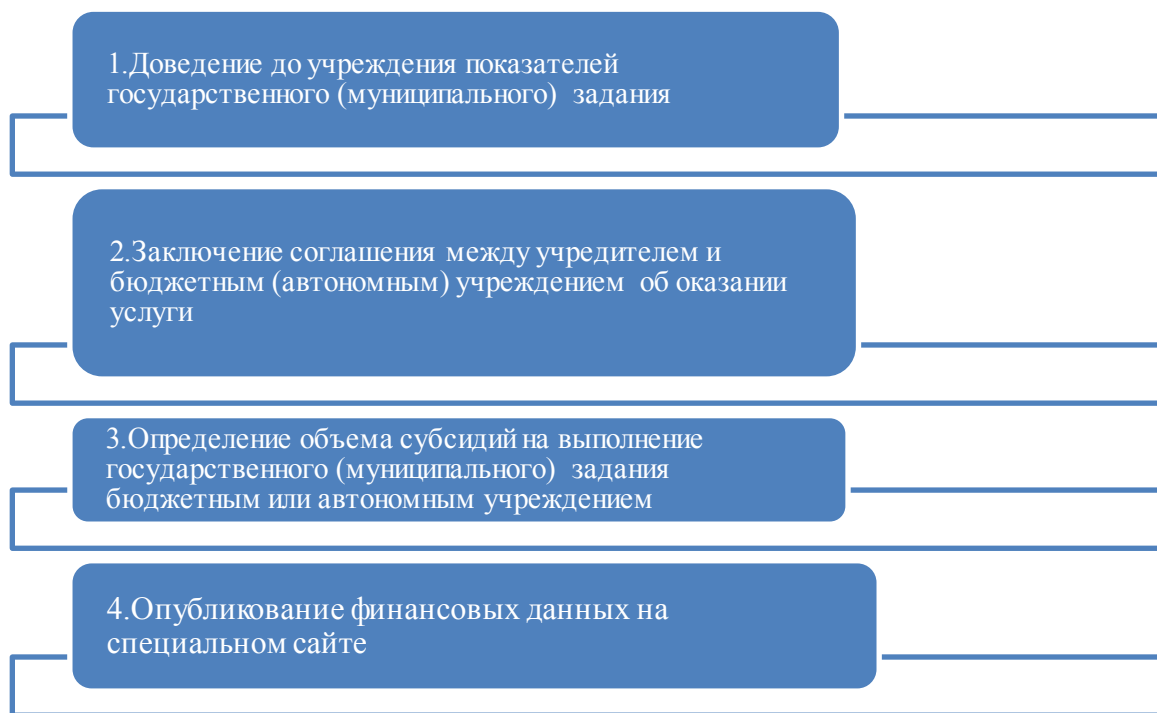 1.Доведение до учреждения показателей
государственного (муниципального) задания
2.Заключение соглашения между учредителем и
бюджетным (автономным) учреждением об оказании
услуги
3.Определение объема субсидий на выполнение
государственного (муниципального) задания
бюджетным или автономным учреждением
4.Опубликование финансовых данных на
специальном сайте